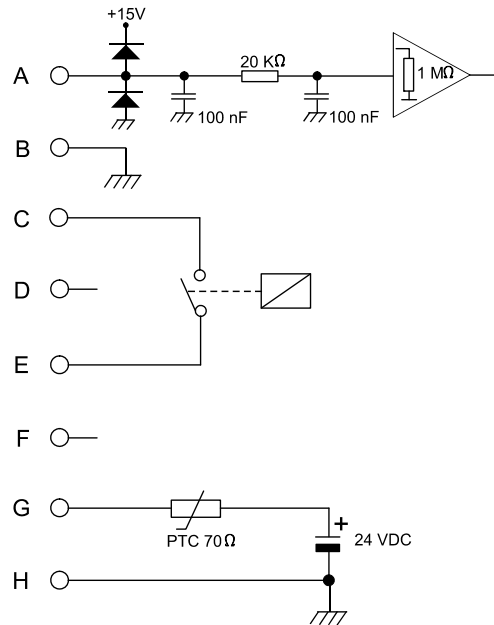 +15V
A
20 KΩ
1 MΩ
100 nF
100 nF
B
C
D
E
F
G
PTC 70Ω
+
24 VDC
H